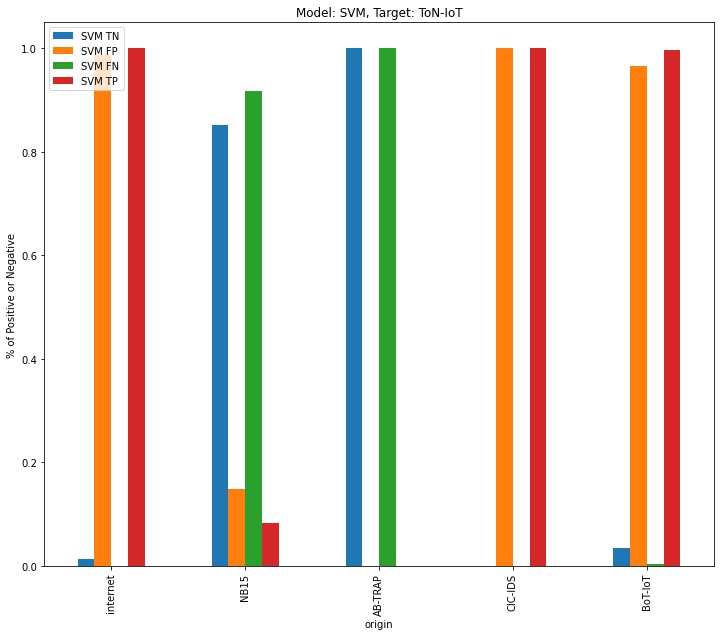 Model: SVM, Target: ToN-IoT
SVM TN
SVM FP
SVM FN
SVM TP
% of Positive or Negative
1.0
0.8
0.6
0.4
0.2
0.0
internet
NB15
AB-TRAP
CIC-IDS
BoT-IoT
origin